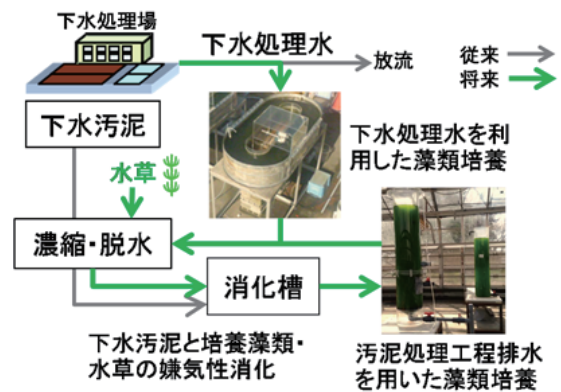 下水処理場
下水処理水
放流
従来
将来
下水汚泥
下水処理水を利
用した藻類培養
水草
濃縮・脱水
消化槽
下水汚泥と培養藻類・
水草の嫌気性消化
汚泥処理工程排水
を用いた藻類培養